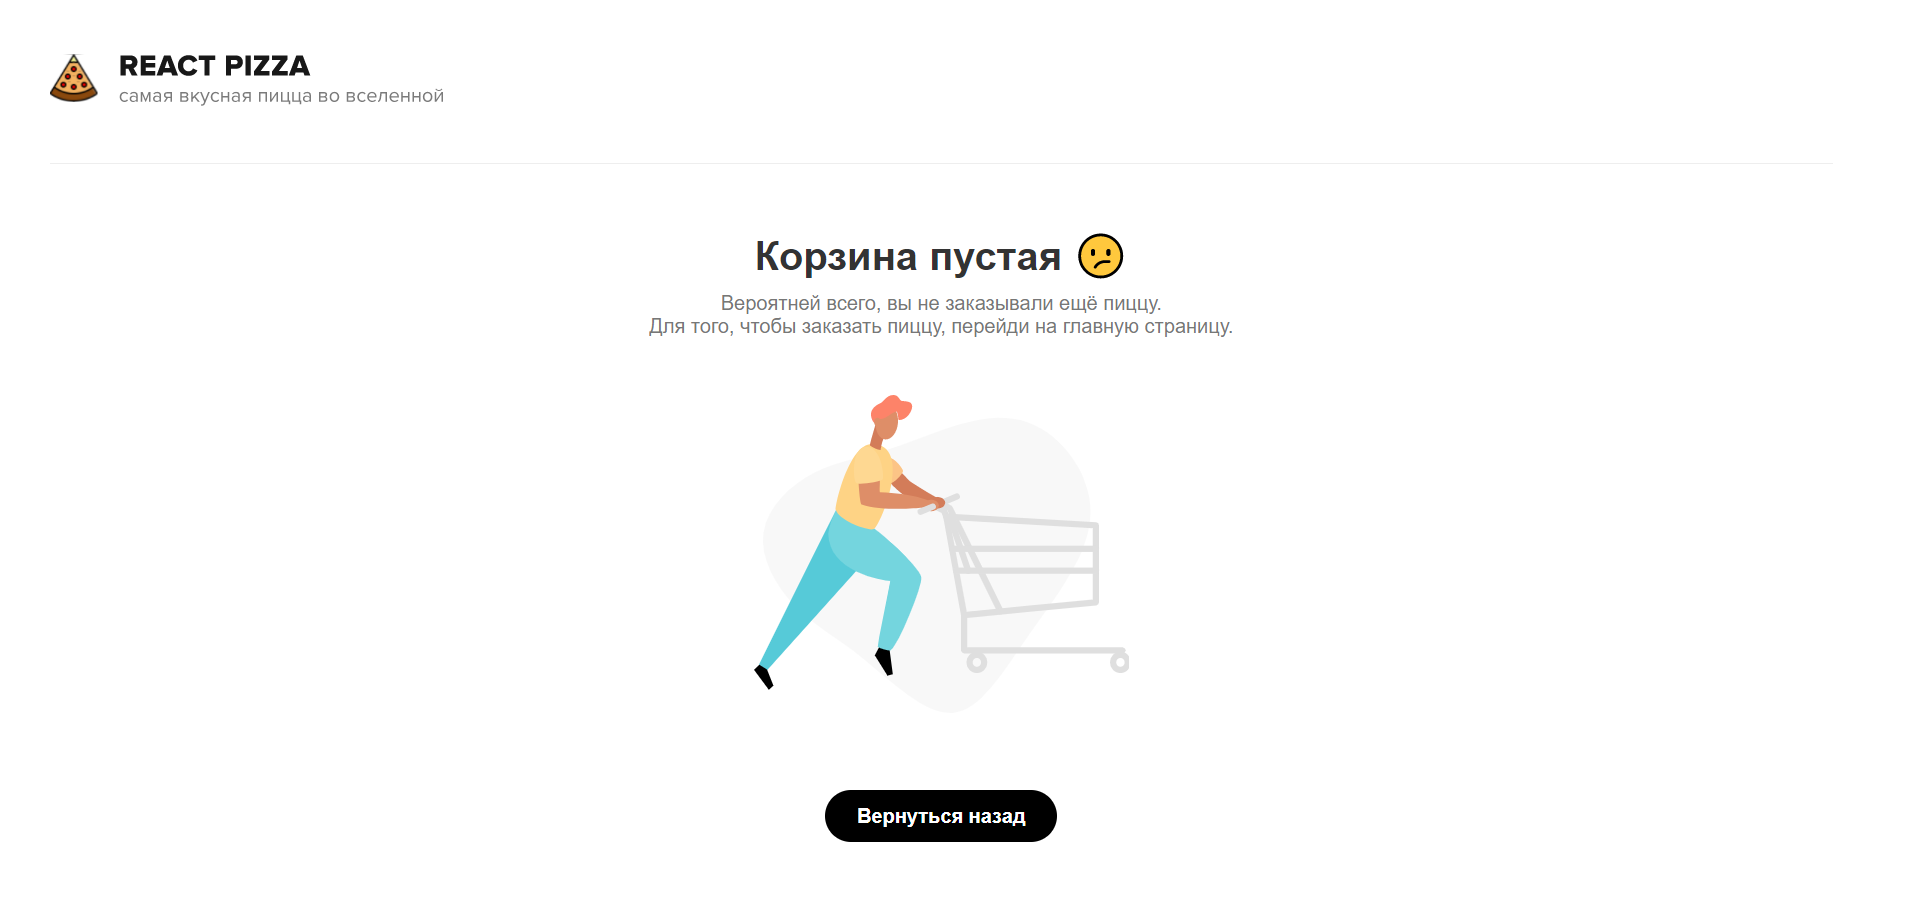 REACT PIZZA
самая вкусная пицца во вселенной
Корзина пустая
Вероятней всего, вы не заказывали ещё пиццу.
Для того, чтобы заказать пиццу, перейди на главную страницу.
Вернуться назад